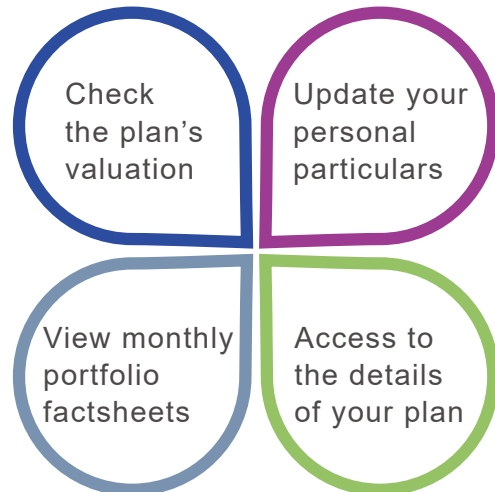 Check
the plan’s
valuation
Update your
personal
particulars
View monthly
portfolio
factsheets
Access to
the details
of your plan